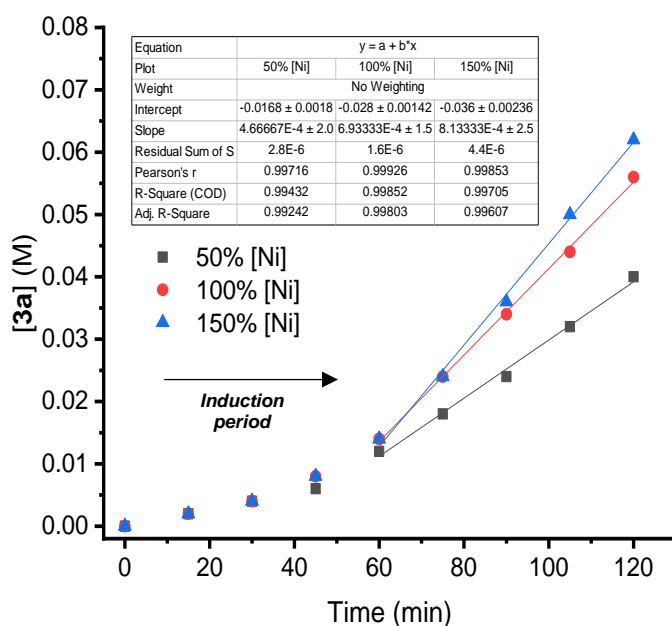 0.08
0.07
0.06
0.05
0.04
0.03
0.02
0.01
0.00
[3a] (M)
Equation y = a + b*x
Plot 50% [Ni] 100% [Ni] 150% [Ni]
Weight No Weighting
Intercept -0.0168 ± 0.0018 -0.028 ± 0.00142 -0.036 ± 0.00236
Slope 4.66667E-4 ± 2.0 6.93333E-4 ± 1.5 8.13333E-4 ± 2.5
Residual Sum of S 2.8E-6 1.6E-6 4.4E-6
Pearson's r 0.99716 0.99926 0.99853
R-Square (COD) 0.99432 0.99852 0.99705
Adj. R-Square 0.99242 0.99803 0.99607
50% [Ni]
100% [Ni]
150% [Ni]
Induction
period
0 20 40 60 80 100 120
Time (min)